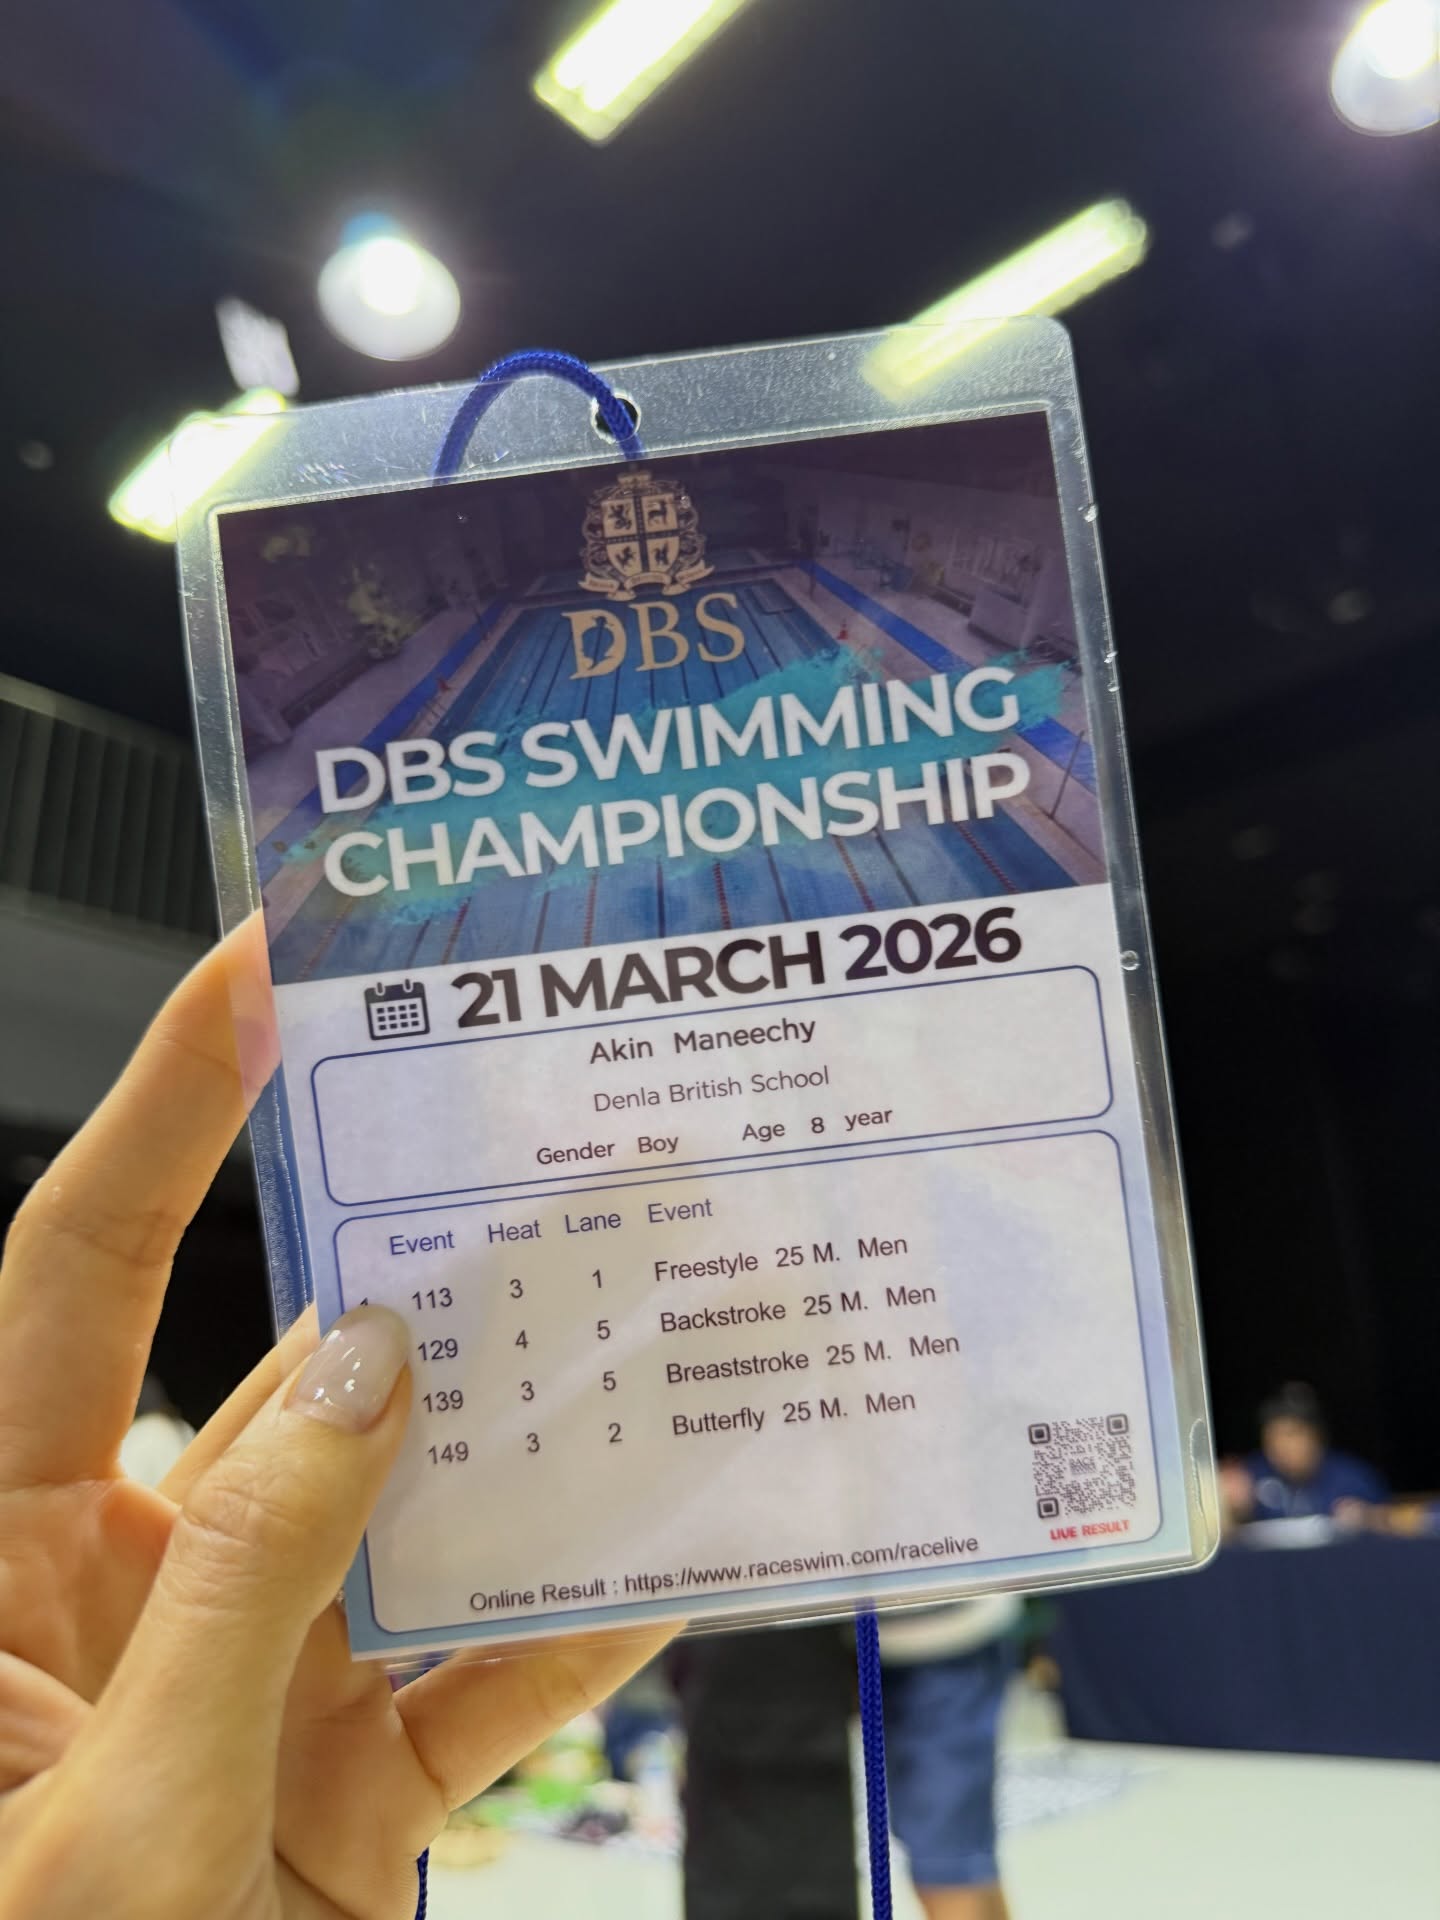 DBS
DBS SWIMMING
CHAMPIONSHIP
21 MARCH 2026
Akin Maneechy
Denla British School
Gender Boy Age 8 year
Event Heat Lane Event
113 3 1 Freestyle 25 M. Men
129 4 5 Backstroke 25 M. Men
139 3 5 Breaststroke 25 M. Men
149 3 2 Butterfly 25 M. Men
LIVE RESULT
Online Result : https://www.raceswim.com/racelive